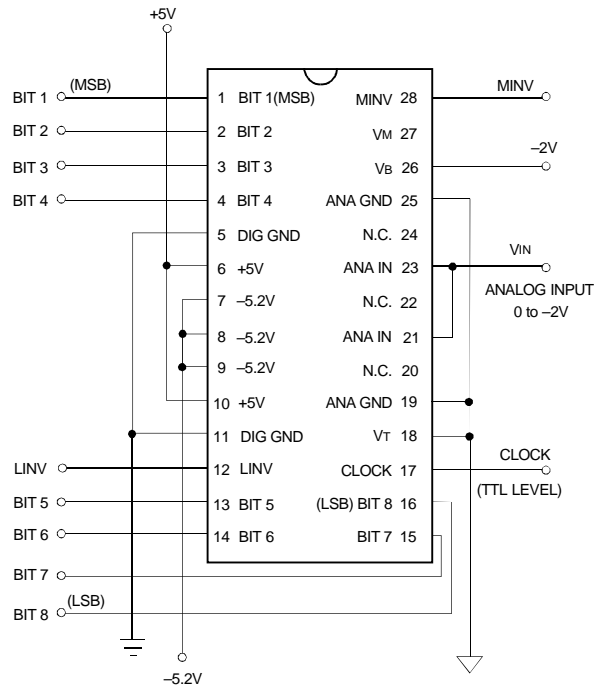 +5V
BIT 1 (MSB)
BIT 2
BIT 3
BIT 4
LINV
BIT 5
BIT 6
BIT 7
BIT 8 (LSB)
–5.2V
1 BIT 1(MSB)
2 BIT 2
3 BIT 3
4 BIT 4
5 DIG GND
6 +5V
7 –5.2V
8 –5.2V
9 –5.2V
10 +5V
11 DIG GND
12 LINV
13 BIT 5
14 BIT 6
MINV 28
VM 27
VB 26
ANA GND 25
N.C. 24
ANA IN 23
N.C. 22
ANA IN 21
N.C. 20
ANA GND 19
VT 18
CLOCK 17
(LSB) BIT 8 16
BIT 7 15
MINV
–2V
VIN
ANALOG INPUT
0 to –2V
CLOCK
(TTL LEVEL)